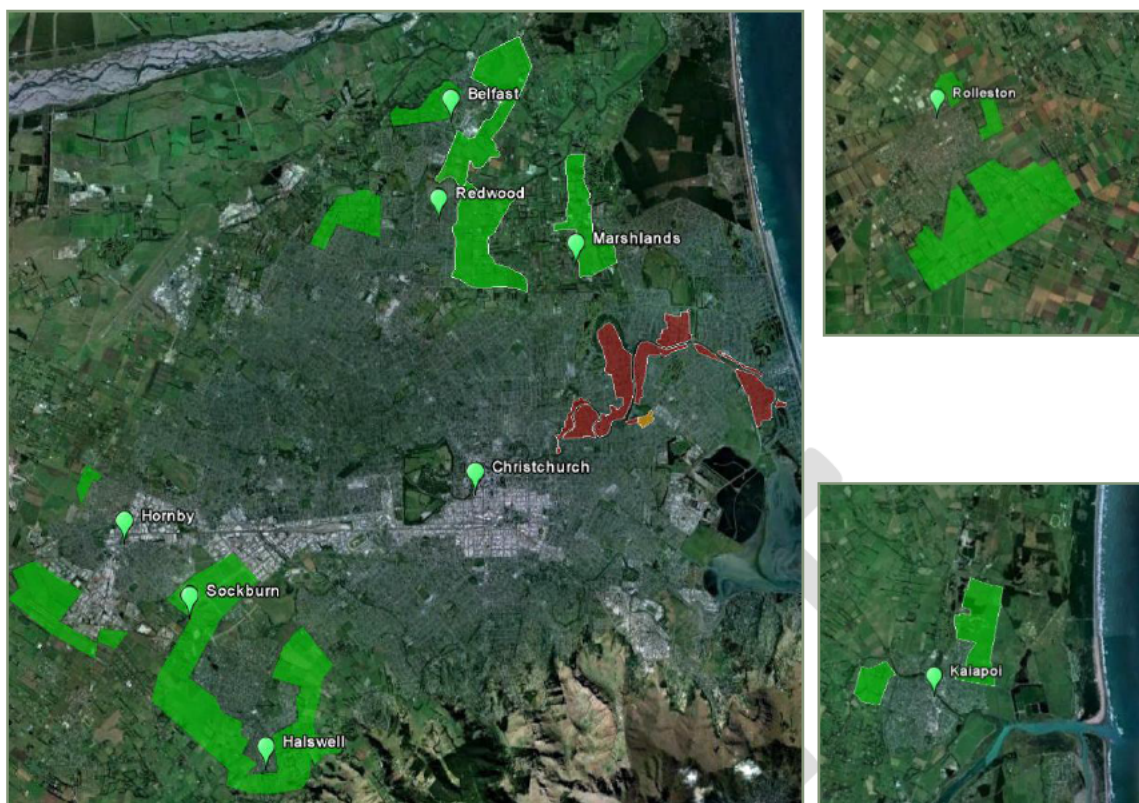 Belfast
Redwood
Marshlands
Christchurch
Hornby
Sockburn
Halswell
Rolleston
Kaiapoi